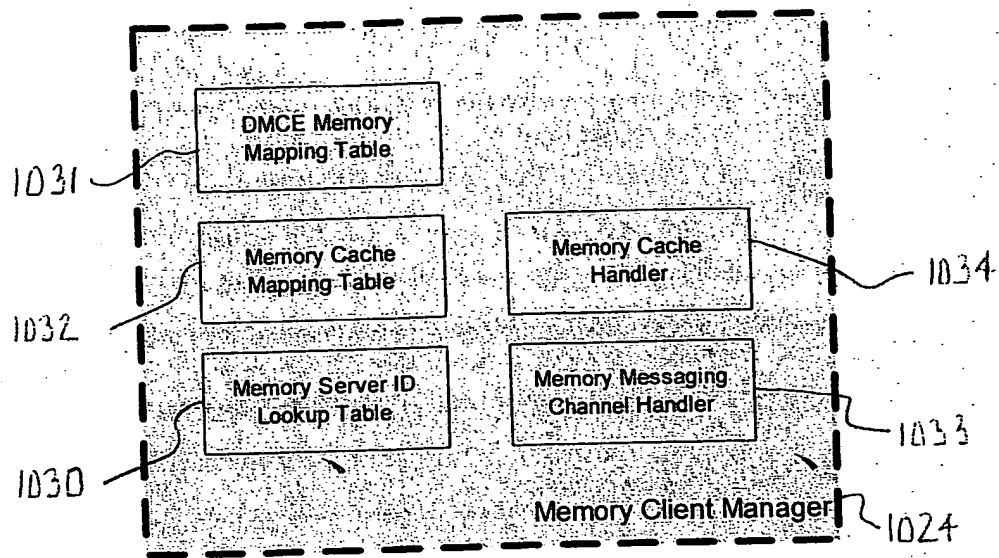 DMCE Memory
Mapping Table
1031
Memory Cache
Mapping Table
Memory Cache
Handler
1034
1032
Memory Server ID
Lookup Table
Memory Messaging
Channel Handler
1033
1030
Memory Client Manager
1024